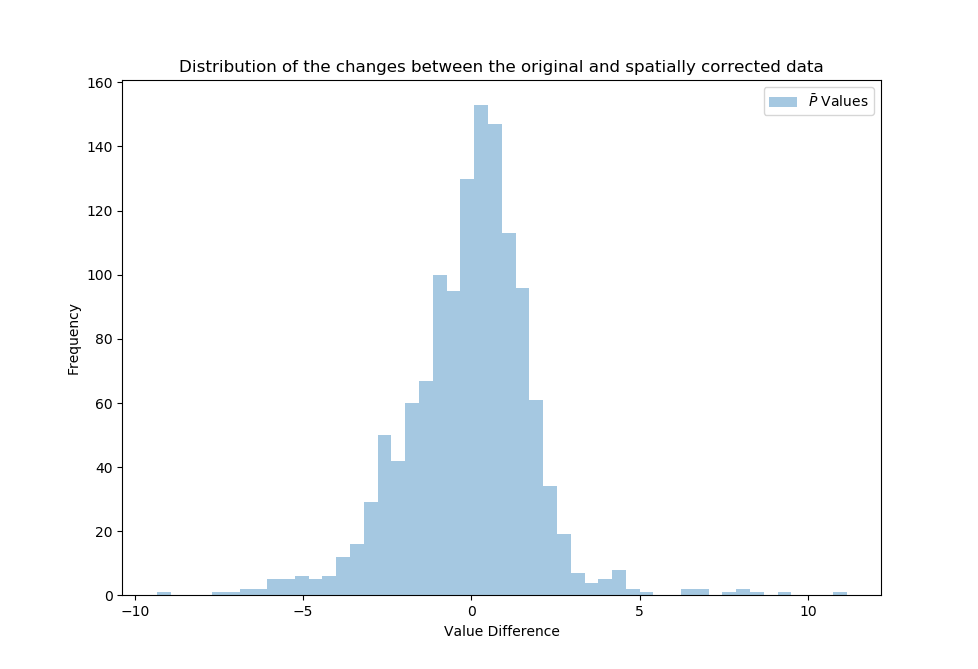 Distribution of the changes between the original and spatially corrected data
160
P̄ Values
140
120
100
80
60
40
20
0
Frequency
−10 −5 0 5 10
Value Difference